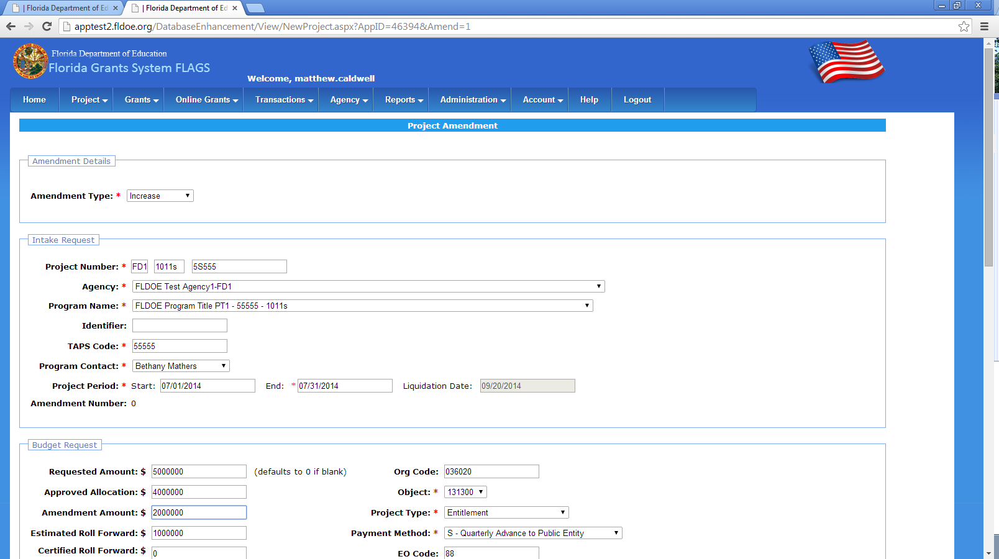 | Florida Department of Ed | Florida Department of Ed
apptest2.fldoe.org/DatabaseEnhancement/View/NewProject.aspx?AppID=46394&Amend=1
Florida Department of Education
Florida Grants System FLAGS
Welcome, matthew.caldwell
Home Project Grants Online Grants Transactions Agency Reports Administration Account Help Logout
Project Amendment
Amendment Details
Amendment Type: * Increase
Intake Request
Project Number: * FD1 1011s 5S555
Agency: * FLDOE Test Agency1-FD1
Program Name: * FLDOE Program Title PT1 - 55555 - 1011s
Identifier:
TAPS Code: * 55555
Program Contact: * Bethany Mathers
Project Period: * Start: 07/01/2014 End: * 07/31/2014 Liquidation Date: 09/20/2014
Amendment Number: 0
Budget Request
Requested Amount: $ 5000000 (defaults to 0 if blank) Org Code: 036020
Approved Allocation: $ 4000000 Object: * 131300
Amendment Amount: $ 2000000 Project Type: * Entitlement
Estimated Roll Forward: $ 1000000 Payment Method: * S - Quarterly Advance to Public Entity
Certified Roll Forward: $ 0 EO Code: 88